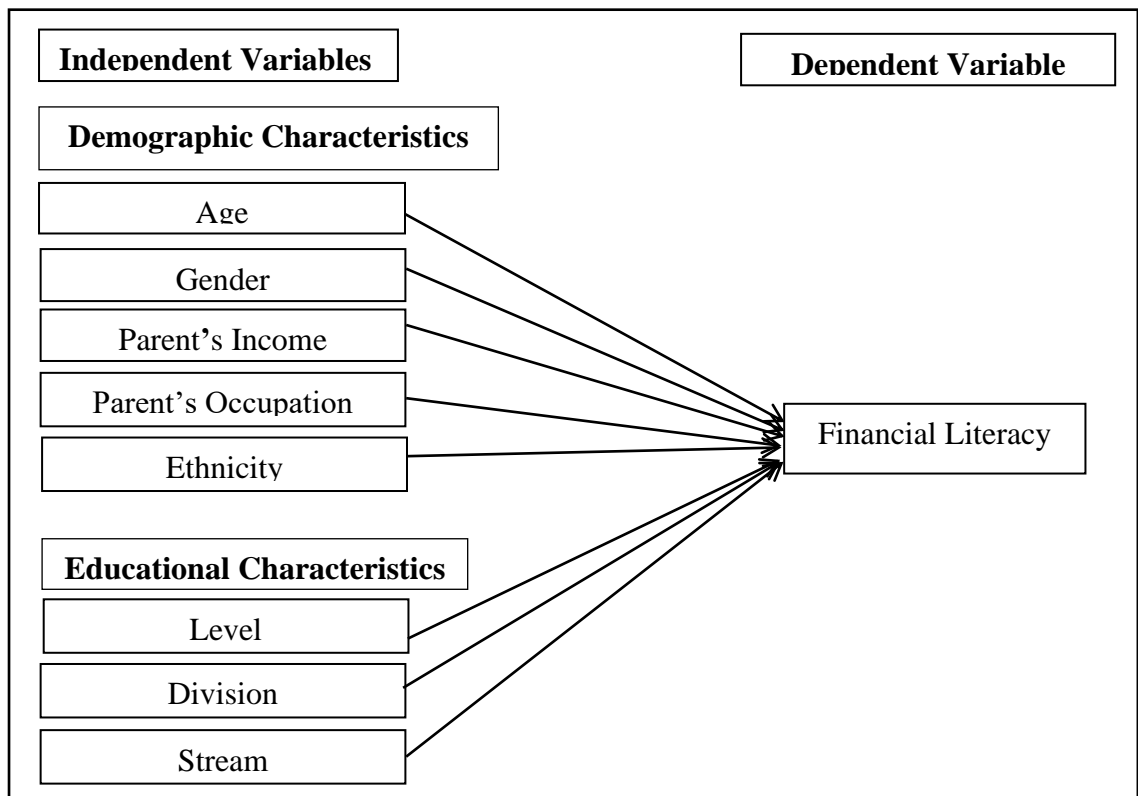 Independent Variables
Dependent Variable
Demographic Characteristics
Age
Gender
Parent's Income
Parent's Occupation
Ethnicity
Financial Literacy
Educational Characteristics
Level
Division
Stream